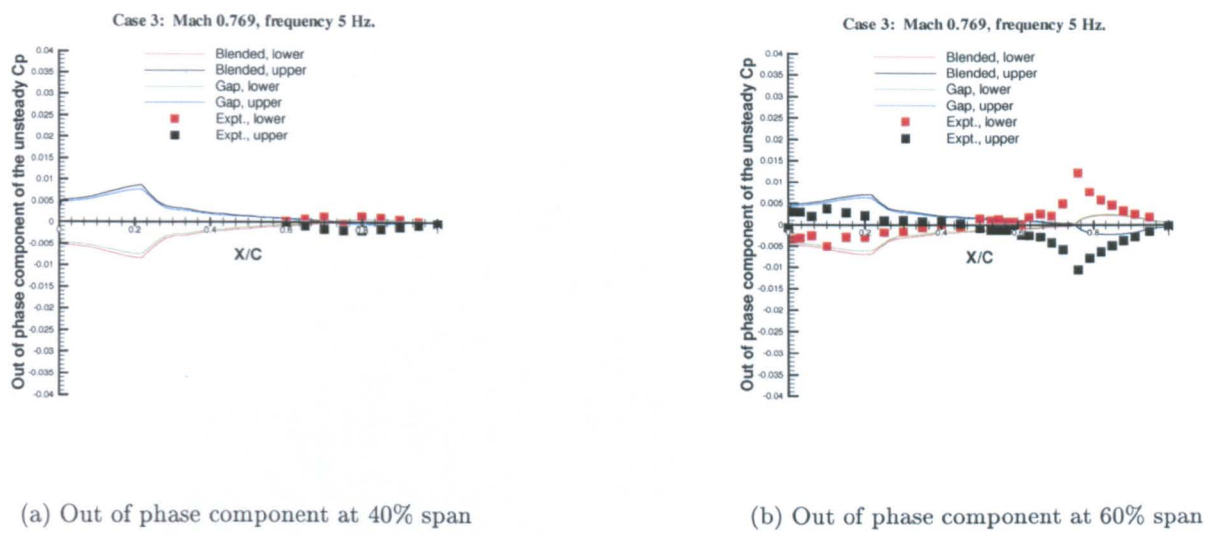 Case 3: Mach 0.769, frequency 5 Hz.
Out of phase component of the unsteady Cp
0.04
0.035
0.03
0.025
0.02
0.015
0.01
0.005
0
-0.005
-0.01
-0.015
-0.02
-0.025
-0.03
-0.035
-0.04
Blended, lower
Blended, upper
Gap, lower
Gap, upper
Expt., lower
Expt., upper
0.2
0.4
0.6
X/C
(a) Out of phase component at 40% span
Case 3: Mach 0.769, frequency 5 Hz.
Out of phase component of the unsteady Cp
0.04
0.035
0.03
0.025
0.02
0.015
0.01
0.005
0
-0.005
-0.01
-0.015
-0.02
-0.025
-0.03
-0.035
-0.04
Blended, lower
Blended, upper
Gap, lower
Gap, upper
Expt., lower
Expt., upper
0.2
0.4
0.8
X/C
(b) Out of phase component at 60% span